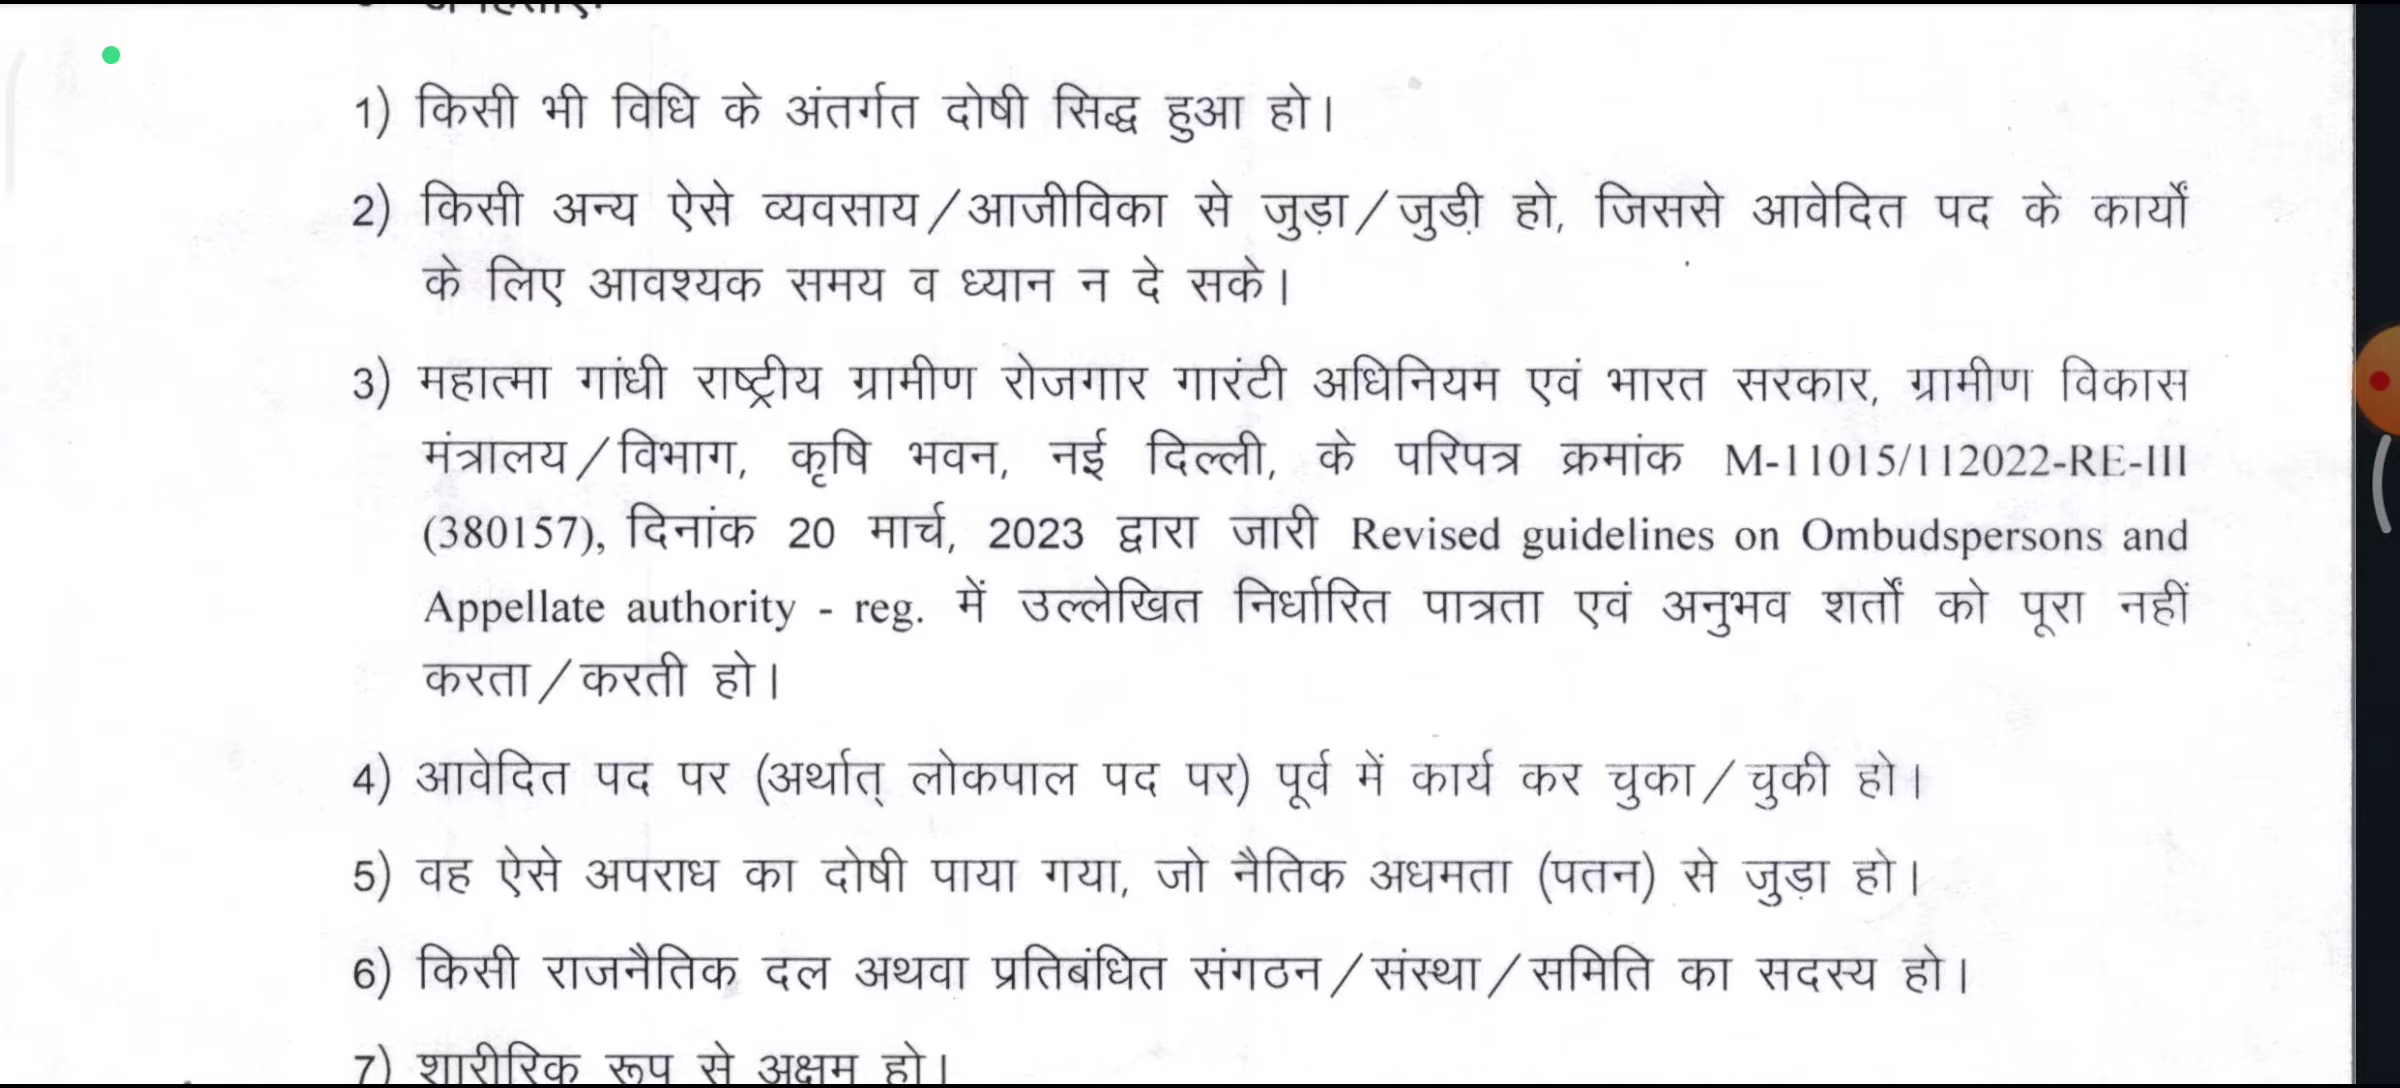 1) किसी भी विधि के अंतर्गत दोषी सिद्ध हुआ हो।
2) किसी अन्य ऐसे व्यवसाय/आजीविका से जुड़ा/जुडी़ हो, जिससे आवेदित पद के कार्यों
के लिए आवश्यक समय व ध्यान न दे सके।
3) महात्मा गांधी राष्ट्रीय ग्रामीण रोजगार गारंटी अधिनियम एवं भारत सरकार, ग्रामीण विकास
मंत्रालय/विभाग, कृषि भवन, नई दिल्ली, के परिपत्र क्रमांक M-11015/112022-RE-III
(380157), दिनांक 20 मार्च, 2023 द्वारा जारी Revised guidelines on Ombudspersons and
Appellate authority - reg. में उल्लेखित निर्धारित पात्रता एवं अनुभव शर्तों को पूरा नहीं
करता/करती हो।
4) आवेदित पद पर (अर्थात् लोकपाल पद पर) पूर्व में कार्य कर चुका/चुकी हो।
5) वह ऐसे अपराध का दोषी पाया गया, जो नैतिक अधमता (पतन) से जुड़ा हो।
6) किसी राजनैतिक दल अथवा प्रतिबंधित संगठन/संस्था/समिति का सदस्य हो।
7) शारीरिक रूप से अक्षम हो।